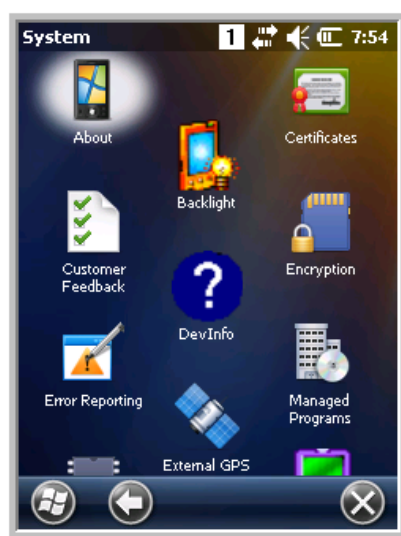 System 1 7:54
About
Certificates
Backlight
Customer
Feedback
Encryption
?
DevInfo
Error Reporting
Managed
Programs
External GPS